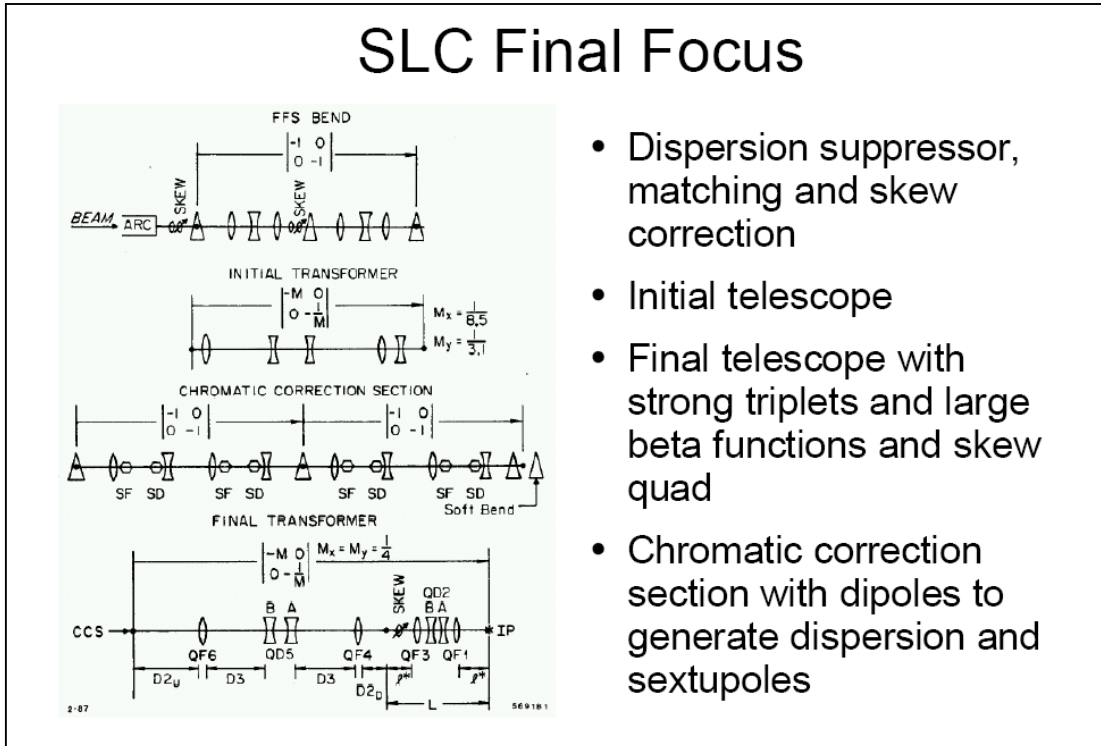 SLC Final Focus
FFS BEND
-1 0
0 -1
SKEW
SKEW
BEAM
ARC
INITIAL TRANSFORMER
-M 0
0 -1/M
Mx = 1/8.5
My = 1/3.1
CHROMATIC CORRECTION SECTION
-1 0
0 -1
-1 0
0 -1
SF SD SF SD SF SD SF SD
Soft Bend
FINAL TRANSFORMER
-M 0
0 -1/M
Mx = My = 1/4
SKEW
QD2
B A B A
CCS
IP
QF6 QD5 QF4 QF3 QF1
D2u D3 D3 D2D ℓ* ℓ*
L
2-87
5691B1
• Dispersion suppressor,
matching and skew
correction
• Initial telescope
• Final telescope with
strong triplets and large
beta functions and skew
quad
• Chromatic correction
section with dipoles to
generate dispersion and
sextupoles